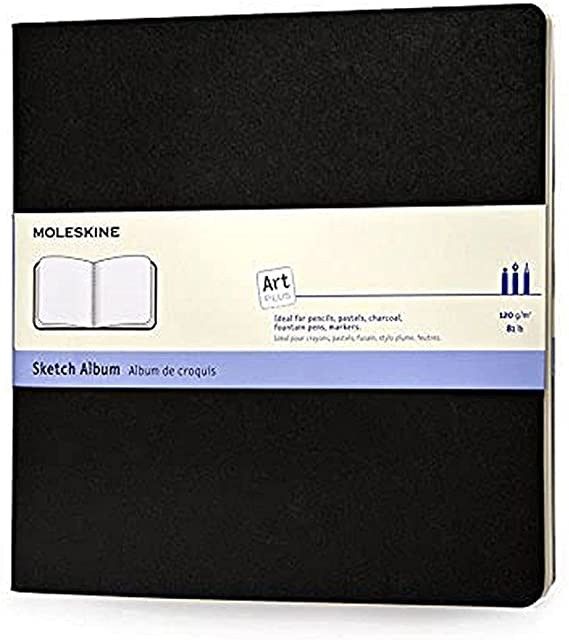 MOLESKINE
Art
PLUS
Ideal for pencils, pastels, charcoal,
fountain pens, markers.
Idéal pour crayons, pastels, fusain, stylo plume, feutres.
120 g/m²
81 lb
Sketch Album Album de croquis